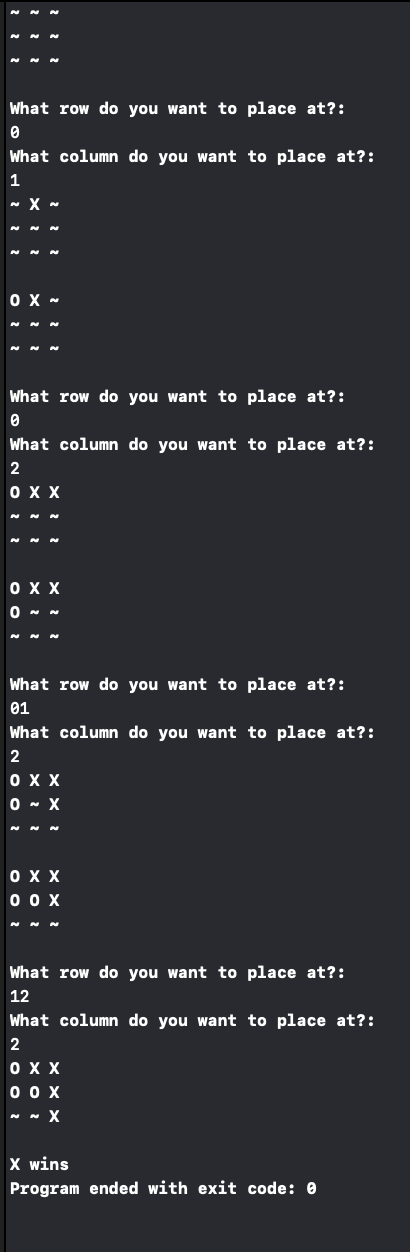 ~ ~ ~
~ ~ ~
~ ~ ~
What row do you want to place at?:
0
What column do you want to place at?:
1
~ X ~
~ ~ ~
~ ~ ~
O X ~
~ ~ ~
~ ~ ~
What row do you want to place at?:
0
What column do you want to place at?:
2
O X X
~ ~ ~
~ ~ ~
O X X
O ~ ~
~ ~ ~
What row do you want to place at?:
01
What column do you want to place at?:
2
O X X
O ~ X
~ ~ ~
O X X
O O X
~ ~ ~
What row do you want to place at?:
12
What column do you want to place at?:
2
O X X
O O X
~ ~ X
X wins
Program ended with exit code: 0